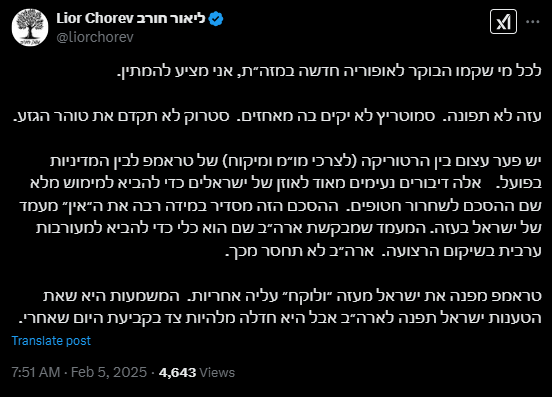 Lior Chorev ליאור חורב
@liorchorev
לכל מי שקמו הבוקר לאופוריה חדשה במזה״ת, אני מציע להמתין.
עזה לא תפונה. סמוטריץ לא יקים בה מאחזים. סטרוק לא תקדם את טוהר הגזע.
יש פער עצום בין הרטוריקה (לצרכי מו״מ ומיקוח) של טראמפ לבין המדיניות
בפועל. אלה דיבורים נעימים מאוד לאוזן של ישראלים כדי להביא למימוש מלא
שם ההסכם לשחרור חטופים. ההסכם הזה מסדיר במידה רבה את ה״אין״ מעמד
של ישראל בעזה. המעמד שמבקשת ארה״ב שם הוא כלי כדי להביא למעורבות
ערבית בשיקום הרצועה. ארה״ב לא תחסר מכך.
טראמפ מפנה את ישראל מעזה ״ולוקח״ עליה אחריות. המשמעות היא שאת
הטענות ישראל תפנה לארה״ב אבל היא חדלה מלהיות צד בקביעת היום שאחרי.
Translate post
7:51 AM · Feb 5, 2025 · 4,643 Views